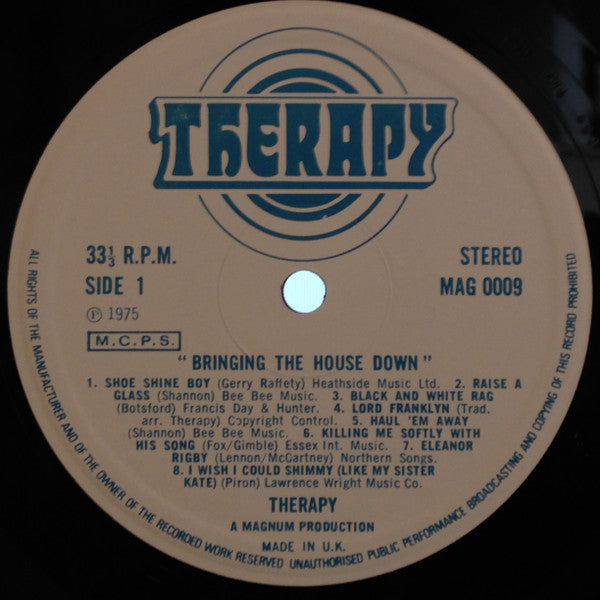 THERAPY
33⅓ R.P.M.
SIDE 1
Ⓟ 1975
M.C.P.S.
STEREO
MAG 0009
"BRINGING THE HOUSE DOWN"
1. SHOE SHINE BOY (Gerry Raffety) Heathside Music Ltd. 2. RAISE A
GLASS (Shannon) Bee Bee Music. 3. BLACK AND WHITE RAG
(Botsford) Francis Day & Hunter. 4. LORD FRANKLYN (Trad.
arr. Therapy) Copyright Control. 5. HAUL 'EM AWAY
(Shannon Bee Bee Music. 6. KILLING ME SOFTLY WITH
HIS SONG (Fox/Gimble) Essex Int. Music. 7. ELEANOR
RIGBY (Lennon/McCartney) Northern Songs.
8. I WISH I COULD SHIMMY (LIKE MY SISTER
KATE) (Piron) Lawrence Wright Music Co.
THERAPY
A MAGNUM PRODUCTION
MADE IN U.K.
ALL RIGHTS OF THE MANUFACTURER AND OF THE OWNER OF THE RECORDED WORK RESERVED UNAUTHORISED PUBLIC PERFORMANCE BROADCASTING AND COPYING OF THIS RECORD PROHIBITED